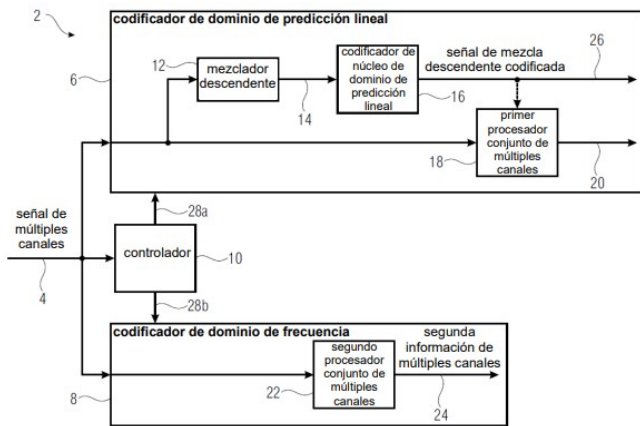 2
codificador de dominio de predicción lineal
6
12
mezclador
descendente
14
codificador de
núcleo de
dominio de
predicción
lineal
16
señal de mezcla
descendente codificada
26
primer
procesador
conjunto de
múltiples
canales
18
20
señal de
múltiples
canales
4
28a
controlador
10
28b
codificador de dominio de frecuencia
8
segundo
procesador
conjunto de
múltiples
canales
22
segunda
información de
múltiples canales
24